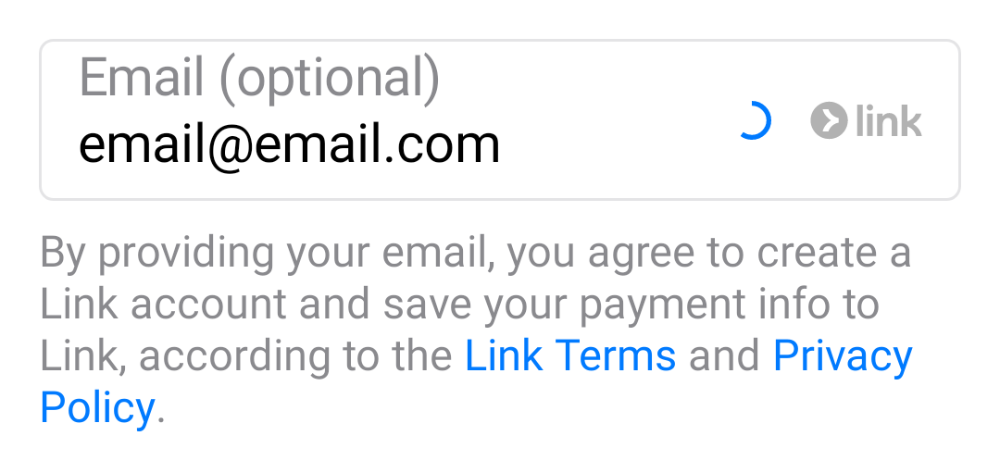 Email (optional)
email@email.com
link
By providing your email, you agree to create a
Link account and save your payment info to
Link, according to the Link Terms and Privacy
Policy.